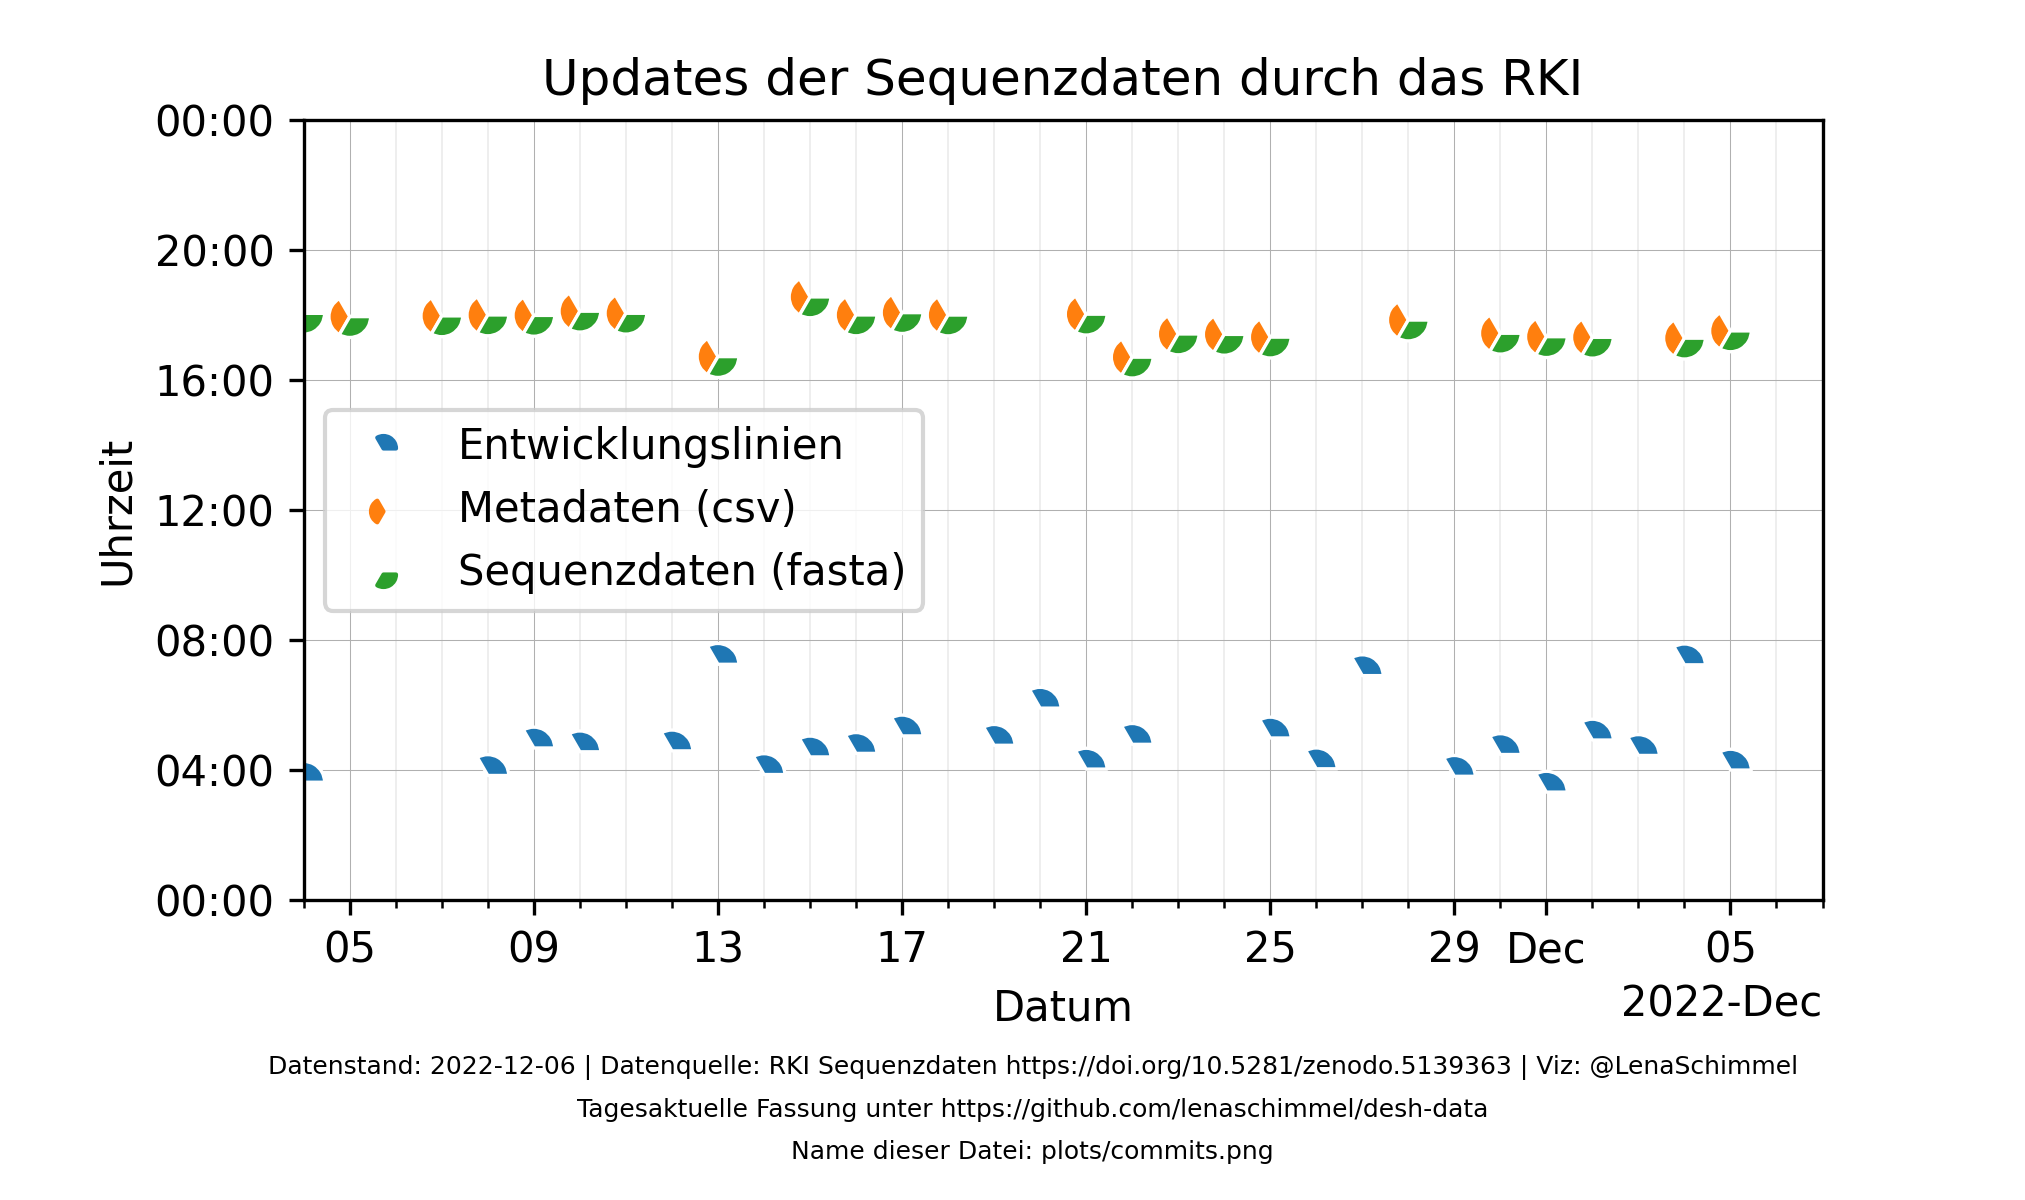 Updates der Sequenzdaten durch das RKI
00:00
20:00
16:00
12:00
08:00
04:00
00:00
Uhrzeit
Entwicklungslinien
Metadaten (csv)
Sequenzdaten (fasta)
05 09 13 17 21 25 29 Dec 05
2022-Dec
Datum
Datenstand: 2022-12-06 | Datenquelle: RKI Sequenzdaten https://doi.org/10.5281/zenodo.5139363 | Viz: @LenaSchimmel
Tagesaktuelle Fassung unter https://github.com/lenaschimmel/desh-data
Name dieser Datei: plots/commits.png